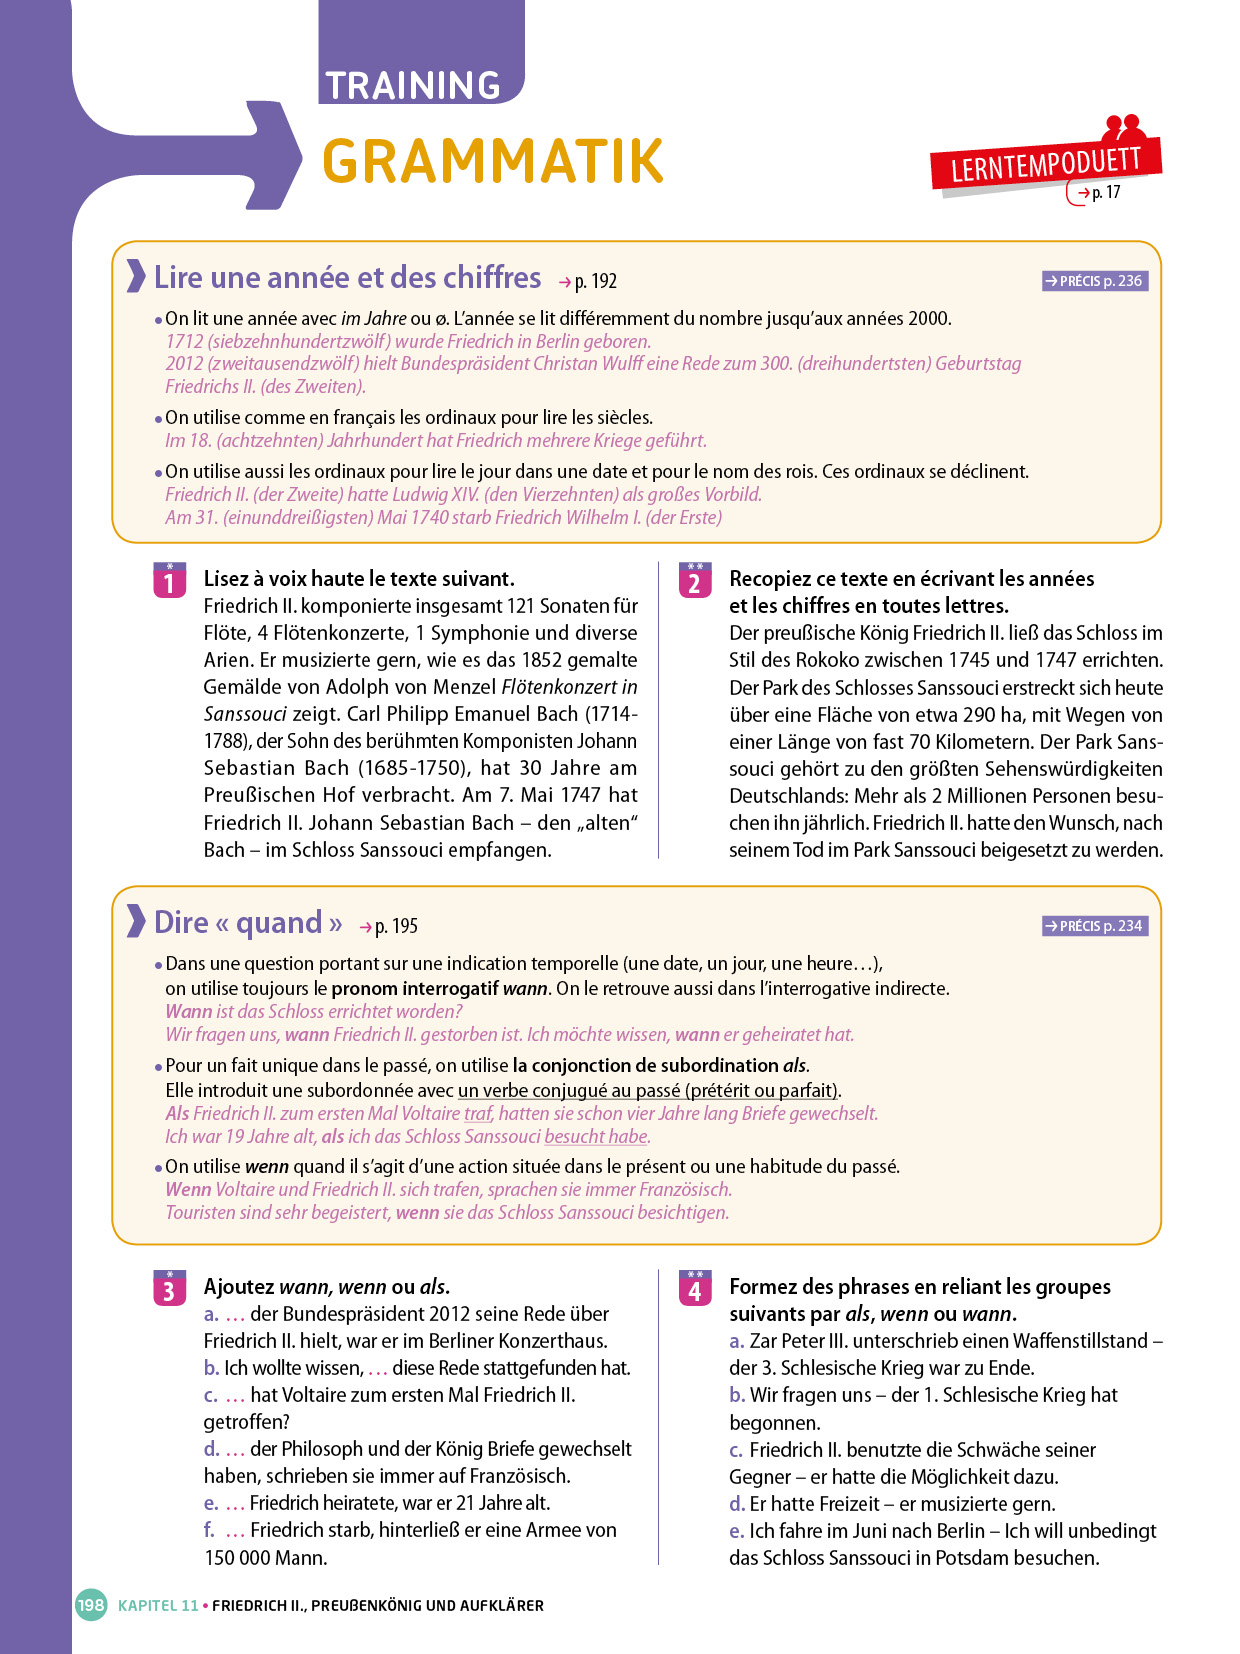 TRAINING
GRAMMATIK
LERNTEMPODUETT
→ p. 17
Lire une année et des chiffres → p. 192
→ PRÉCIS p. 236
• On lit une année avec im Jahre ou ø. L'année se lit différemment du nombre jusqu'aux années 2000.
1712 (siebzehnhundertzwölf) wurde Friedrich in Berlin geboren.
2012 (zweitausendzwölf) hielt Bundespräsident Christan Wulff eine Rede zum 300. (dreihundertsten) Geburtstag
Friedrichs II. (des Zweiten).
• On utilise comme en français les ordinaux pour lire les siècles.
Im 18. (achtzehnten) Jahrhundert hat Friedrich mehrere Kriege geführt.
• On utilise aussi les ordinaux pour lire le jour dans une date et pour le nom des rois. Ces ordinaux se déclinent.
Friedrich II. (der Zweite) hatte Ludwig XIV. (den Vierzehnten) als großes Vorbild.
Am 31. (einunddreißigsten) Mai 1740 starb Friedrich Wilhelm I. (der Erste)
*
1 Lisez à voix haute le texte suivant.
Friedrich II. komponierte insgesamt 121 Sonaten für
Flöte, 4 Flötenkonzerte, 1 Symphonie und diverse
Arien. Er musizierte gern, wie es das 1852 gemalte
Gemälde von Adolph von Menzel Flötenkonzert in
Sanssouci zeigt. Carl Philipp Emanuel Bach (1714-
1788), der Sohn des berühmten Komponisten Johann
Sebastian Bach (1685-1750), hat 30 Jahre am
Preußischen Hof verbracht. Am 7. Mai 1747 hat
Friedrich II. Johann Sebastian Bach – den „alten“
Bach – im Schloss Sanssouci empfangen.
**
2 Recopiez ce texte en écrivant les années
et les chiffres en toutes lettres.
Der preußische König Friedrich II. ließ das Schloss im
Stil des Rokoko zwischen 1745 und 1747 errichten.
Der Park des Schlosses Sanssouci erstreckt sich heute
über eine Fläche von etwa 290 ha, mit Wegen von
einer Länge von fast 70 Kilometern. Der Park Sans-
souci gehört zu den größten Sehenswürdigkeiten
Deutschlands: Mehr als 2 Millionen Personen besu-
chen ihn jährlich. Friedrich II. hatte den Wunsch, nach
seinem Tod im Park Sanssouci beigesetzt zu werden.
Dire « quand » → p. 195
→ PRÉCIS p. 234
• Dans une question portant sur une indication temporelle (une date, un jour, une heure…),
on utilise toujours le pronom interrogatif wann. On le retrouve aussi dans l'interrogative indirecte.
Wann ist das Schloss errichtet worden?
Wir fragen uns, wann Friedrich II. gestorben ist. Ich möchte wissen, wann er geheiratet hat.
• Pour un fait unique dans le passé, on utilise la conjonction de subordination als.
Elle introduit une subordonnée avec un verbe conjugué au passé (prétérit ou parfait).
Als Friedrich II. zum ersten Mal Voltaire traf, hatten sie schon vier Jahre lang Briefe gewechselt.
Ich war 19 Jahre alt, als ich das Schloss Sanssouci besucht habe.
• On utilise wenn quand il s'agit d'une action située dans le présent ou une habitude du passé.
Wenn Voltaire und Friedrich II. sich trafen, sprachen sie immer Französisch.
Touristen sind sehr begeistert, wenn sie das Schloss Sanssouci besichtigen.
*
3 Ajoutez wann, wenn ou als.
a. … der Bundespräsident 2012 seine Rede über
Friedrich II. hielt, war er im Berliner Konzerthaus.
b. Ich wollte wissen, … diese Rede stattgefunden hat.
c. … hat Voltaire zum ersten Mal Friedrich II.
getroffen?
d. … der Philosoph und der König Briefe gewechselt
haben, schrieben sie immer auf Französisch.
e. … Friedrich heiratete, war er 21 Jahre alt.
f. … Friedrich starb, hinterließ er eine Armee von
150 000 Mann.
**
4 Formez des phrases en reliant les groupes
suivants par als, wenn ou wann.
a. Zar Peter III. unterschrieb einen Waffenstillstand –
der 3. Schlesische Krieg war zu Ende.
b. Wir fragen uns – der 1. Schlesische Krieg hat
begonnen.
c. Friedrich II. benutzte die Schwäche seiner
Gegner – er hatte die Möglichkeit dazu.
d. Er hatte Freizeit – er musizierte gern.
e. Ich fahre im Juni nach Berlin – Ich will unbedingt
das Schloss Sanssouci in Potsdam besuchen.
198 KAPITEL 11 • FRIEDRICH II., PREUßENKÖNIG UND AUFKLÄRER